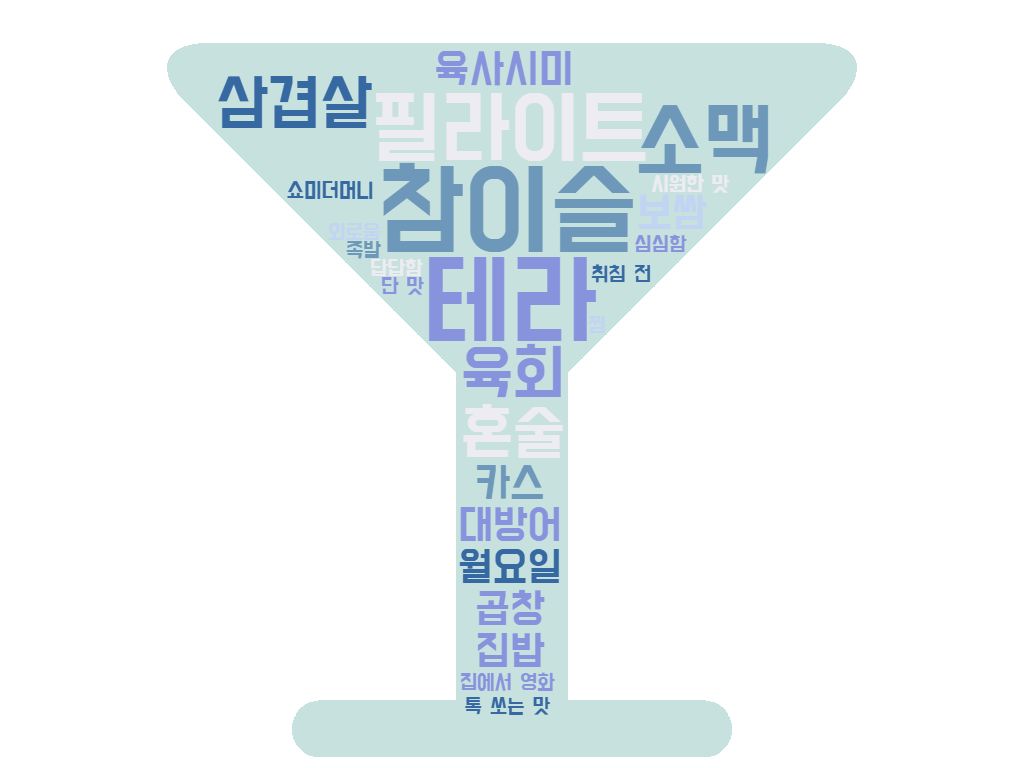 육사시미
삼겹살
필라이트
소맥
쇼미더머니
참이슬
시원한 맛
보쌈
외로움
족발
심심함
답답함
단 맛
테라
취침 전
찜
육회
혼술
카스
대방어
월요일
곱창
집밥
집에서 영화
톡 쏘는 맛